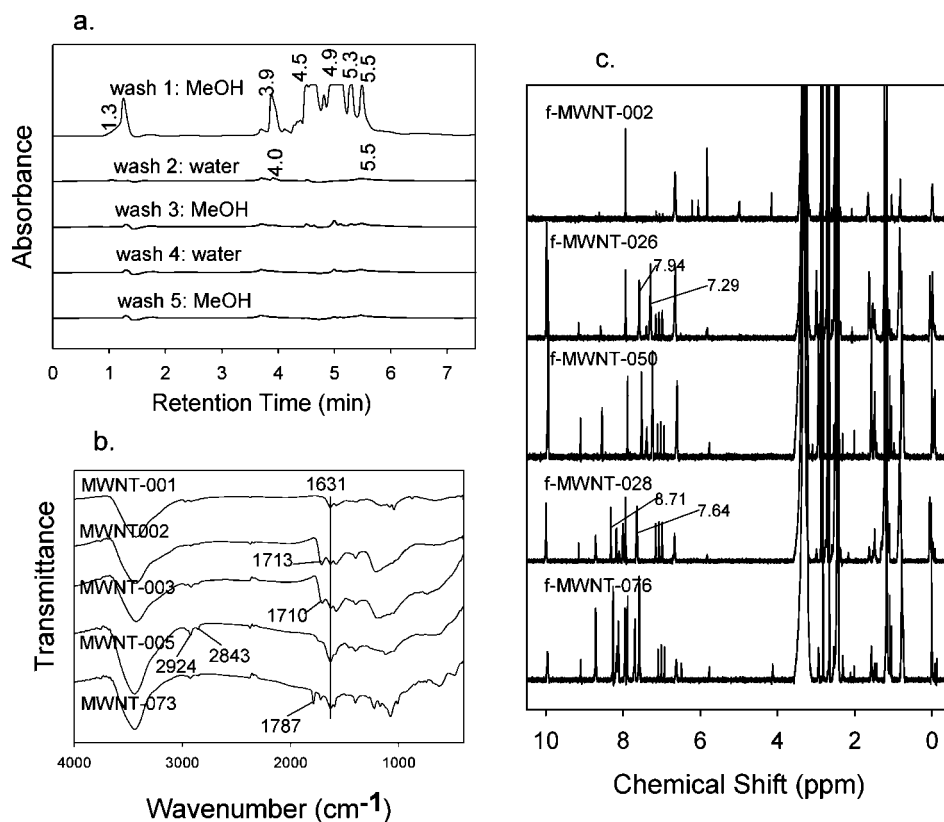 a.
Absorbance
wash 1: MeOH
1.3
3.9
4.5
4.9
5.3
5.5
wash 2: water
4.0
5.5
wash 3: MeOH
wash 4: water
wash 5: MeOH
0 1 2 3 4 5 6 7
Retention Time (min)
b.
Transmittance
MWNT-001
1631
MWNT002
1713
MWNT-003
1710
MWNT-005
2924
2843
MWNT-073
1787
4000 3000 2000 1000
Wavenumber (cm-1)
c.
f-MWNT-002
f-MWNT-026
7.94
7.29
f-MWNT-050
f-MWNT-028
8.71
7.64
f-MWNT-076
10 8 6 4 2 0
Chemical Shift (ppm)